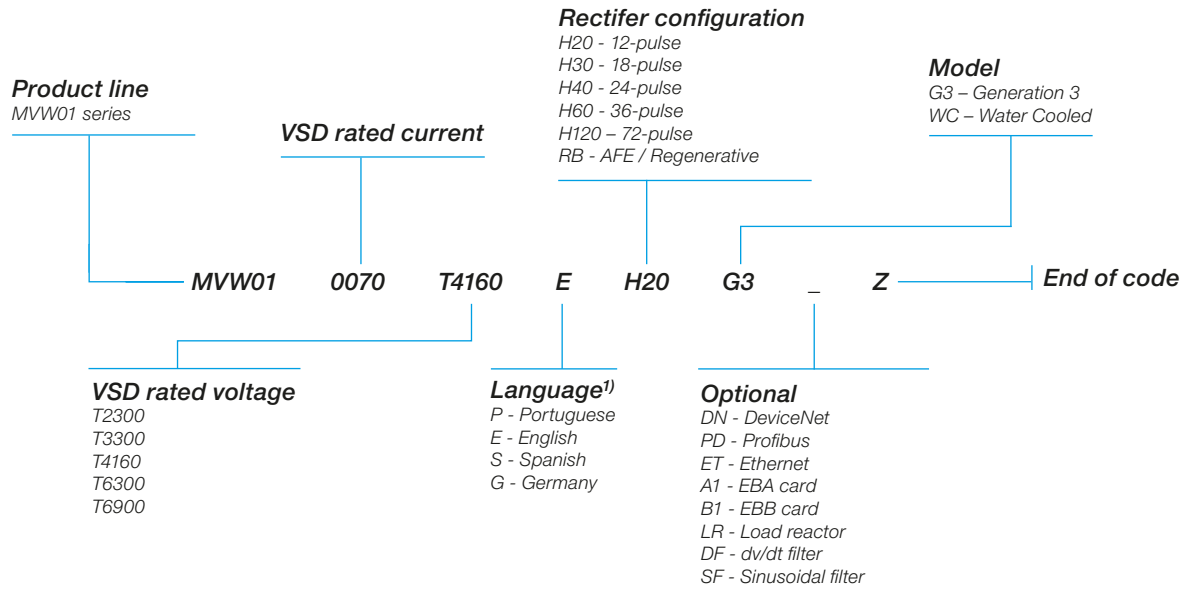 Rectifer configuration
H20 - 12-pulse
H30 - 18-pulse
H40 - 24-pulse
H60 - 36-pulse
H120 – 72-pulse
RB - AFE / Regenerative
Model
G3 – Generation 3
WC – Water Cooled
Product line
MVW01 series
VSD rated current
MVW01 0070 T4160 E H20 G3 _ Z End of code
VSD rated voltage
T2300
T3300
T4160
T6300
T6900
Language1)
P - Portuguese
E - English
S - Spanish
G - Germany
Optional
DN - DeviceNet
PD - Profibus
ET - Ethernet
A1 - EBA card
B1 - EBB card
LR - Load reactor
DF - dv/dt filter
SF - Sinusoidal filter